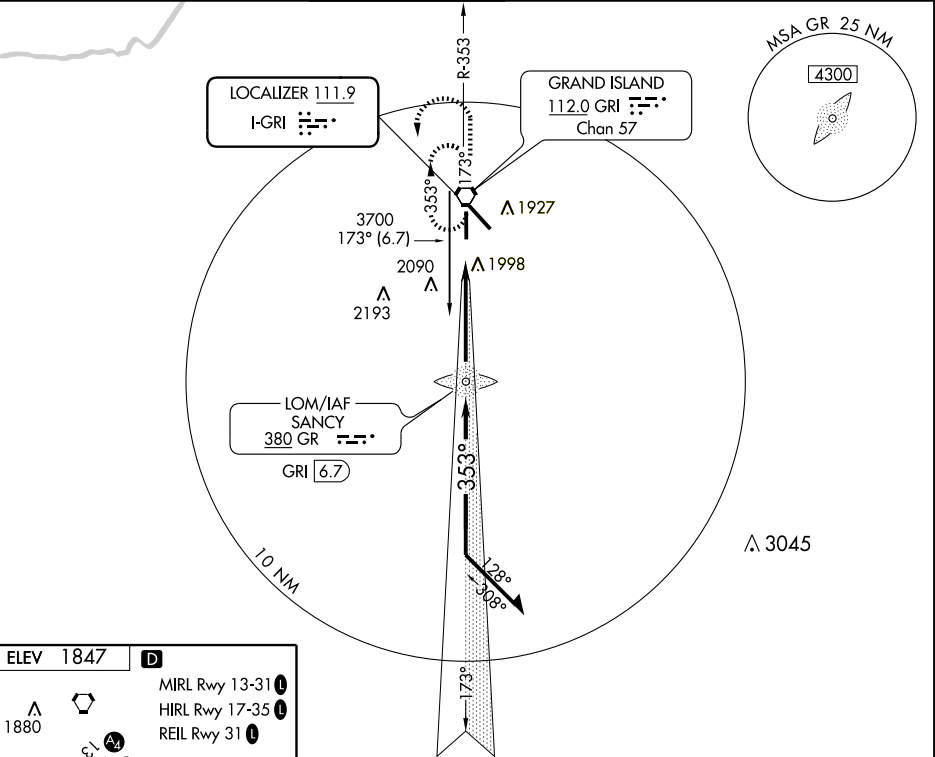 R-353
MSA GR 25 NM
4300
LOCALIZER 111.9
I-GRI
GRAND ISLAND
112.0 GRI
Chan 57
173°
353°
1927
3700
173° (6.7)
2090
1998
2193
LOM/IAF
SANCY
380 GR
GRI 6.7
353°
3045
128°
308°
10 NM
173°
ELEV 1847
D
MIRL Rwy 13-31 L
HIRL Rwy 17-35 L
REIL Rwy 31 L
1880
13
A4